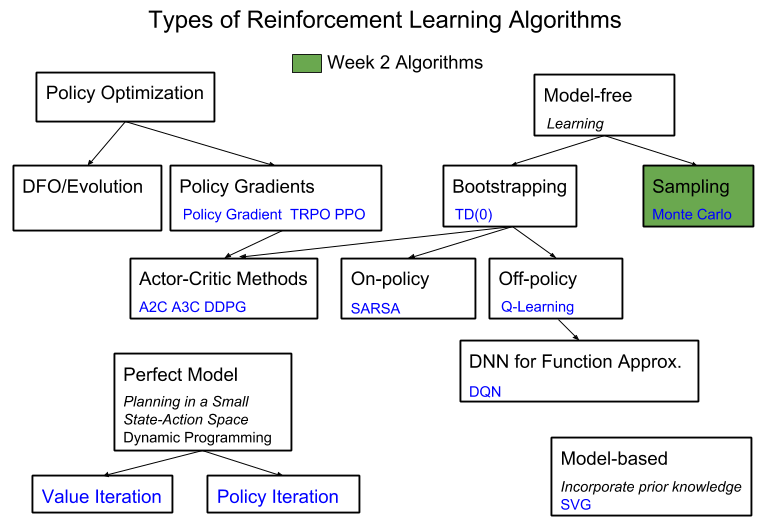 Types of Reinforcement Learning Algorithms
Week 2 Algorithms
Policy Optimization
Model-free
Learning
DFO/Evolution
Policy Gradients
Policy Gradient TRPO PPO
Bootstrapping
TD(0)
Sampling
Monte Carlo
Actor-Critic Methods
A2C A3C DDPG
On-policy
SARSA
Off-policy
Q-Learning
DNN for Function Approx.
DQN
Perfect Model
Planning in a Small
State-Action Space
Dynamic Programming
Value Iteration
Policy Iteration
Model-based
Incorporate prior knowledge
SVG